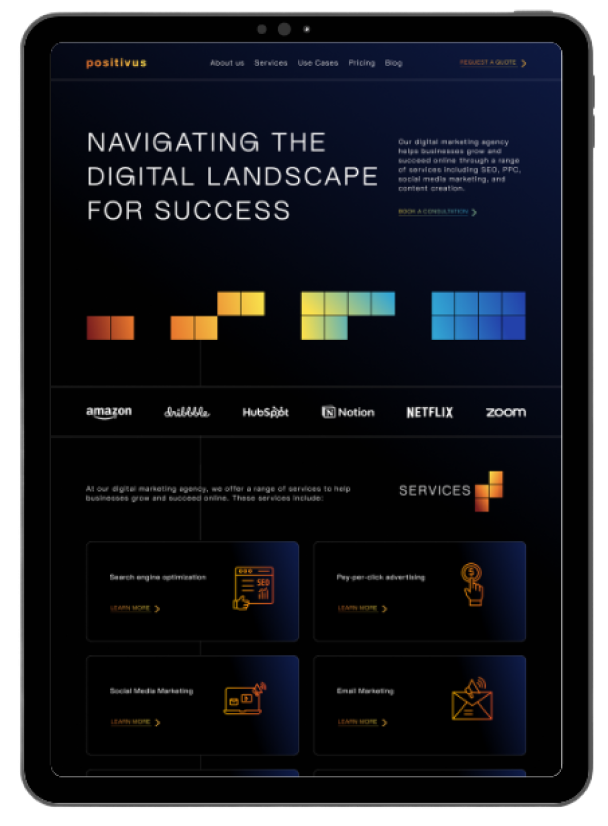 positivus
About us Services Use Cases Pricing Blog
REQUEST A QUOTE
NAVIGATING THE
DIGITAL LANDSCAPE
FOR SUCCESS
Our digital marketing agency
helps businesses grow and
succeed online through a range
of services including SEO, PPC,
social media marketing, and
content creation.
BOOK A CONSULTATION
amazon dribbble HubSpot Notion NETFLIX zoom
At our digital marketing agency, we offer a range of services to help
businesses grow and succeed online. These services include:
SERVICES
Search engine optimization
SEO
LEARN MORE
Pay-per-click advertising
$
LEARN MORE
Social Media Marketing
LEARN MORE
Email Marketing
LEARN MORE